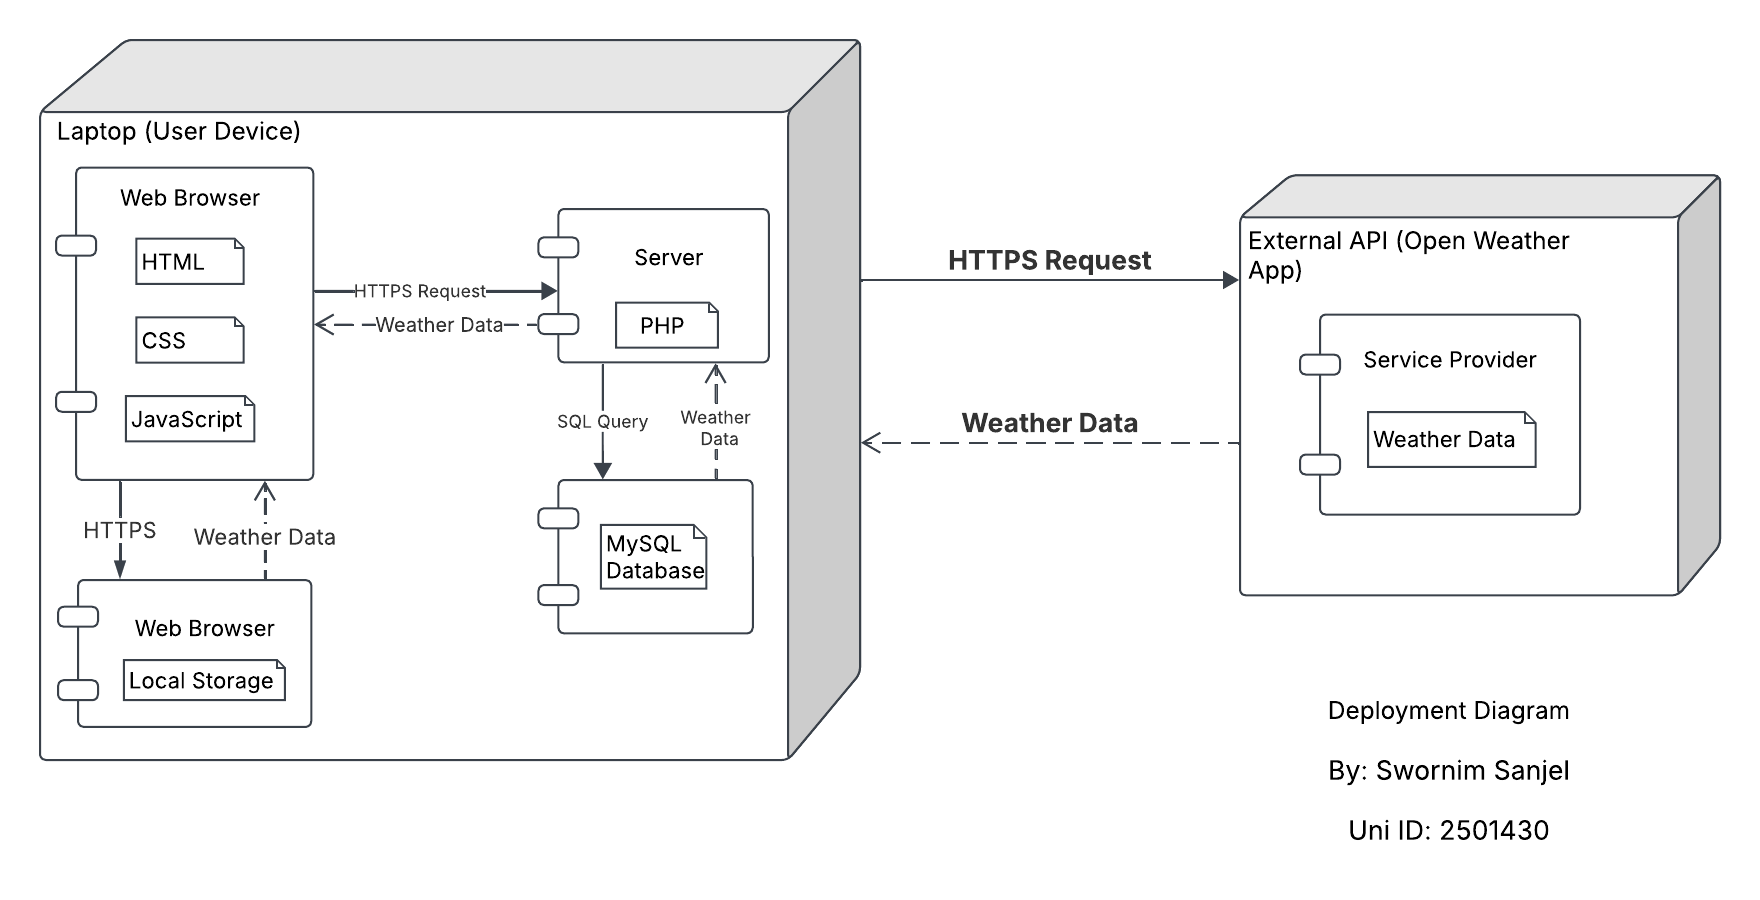 Laptop (User Device)
Web Browser
HTML
CSS
JavaScript
HTTPS Request
Weather Data
Server
PHP
SQL Query
Weather
Data
MySQL
Database
HTTPS
Weather Data
Web Browser
Local Storage
HTTPS Request
Weather Data
External API (Open Weather
App)
Service Provider
Weather Data
Deployment Diagram
By: Swornim Sanjel
Uni ID: 2501430